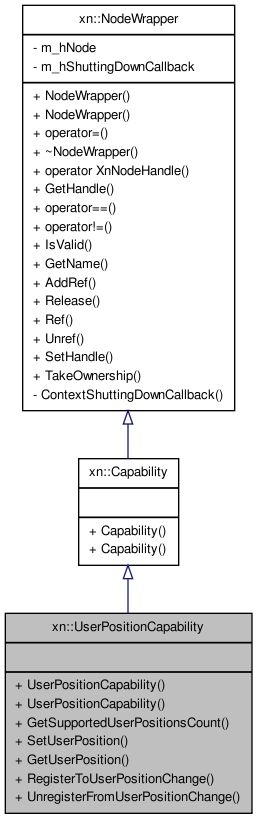 xn::NodeWrapper
- m_hNode
- m_hShuttingDownCallback
+ NodeWrapper()
+ NodeWrapper()
+ operator=()
+ ~NodeWrapper()
+ operator XnNodeHandle()
+ GetHandle()
+ operator==()
+ operator!=()
+ IsValid()
+ GetName()
+ AddRef()
+ Release()
+ Ref()
+ Unref()
+ SetHandle()
+ TakeOwnership()
- ContextShuttingDownCallback()
xn::Capability
+ Capability()
+ Capability()
xn::UserPositionCapability
+ UserPositionCapability()
+ UserPositionCapability()
+ GetSupportedUserPositionsCount()
+ SetUserPosition()
+ GetUserPosition()
+ RegisterToUserPositionChange()
+ UnregisterFromUserPositionChange()